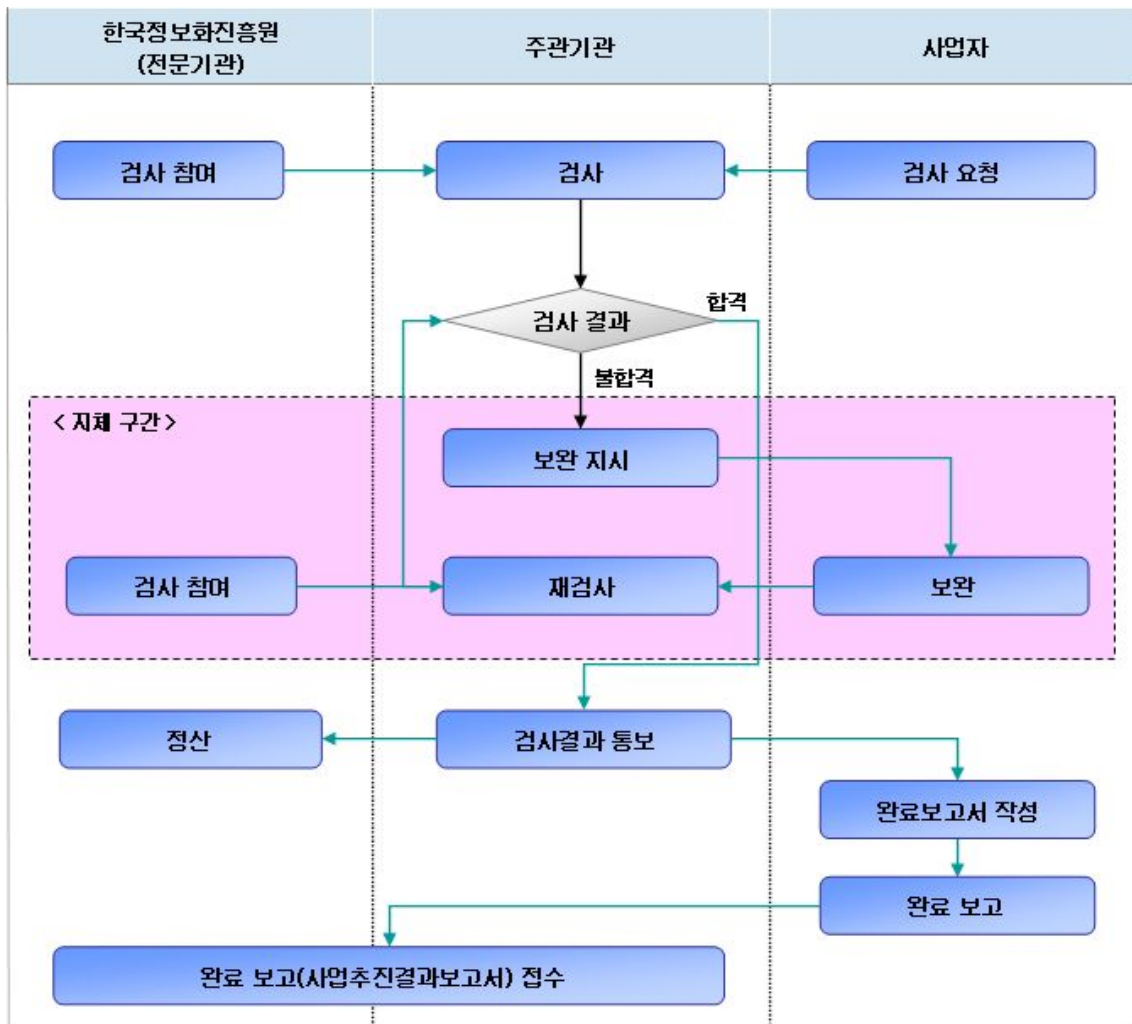 한국정보화진흥원
(전문기관)
주관기관
사업자
검사 참여
검사
검사 요청
검사 결과
합격
불합격
< 지체 구간 >
보완 지시
검사 참여
재검사
보완
정산
검사결과 통보
완료보고서 작성
완료 보고
완료 보고(사업추진결과보고서) 접수